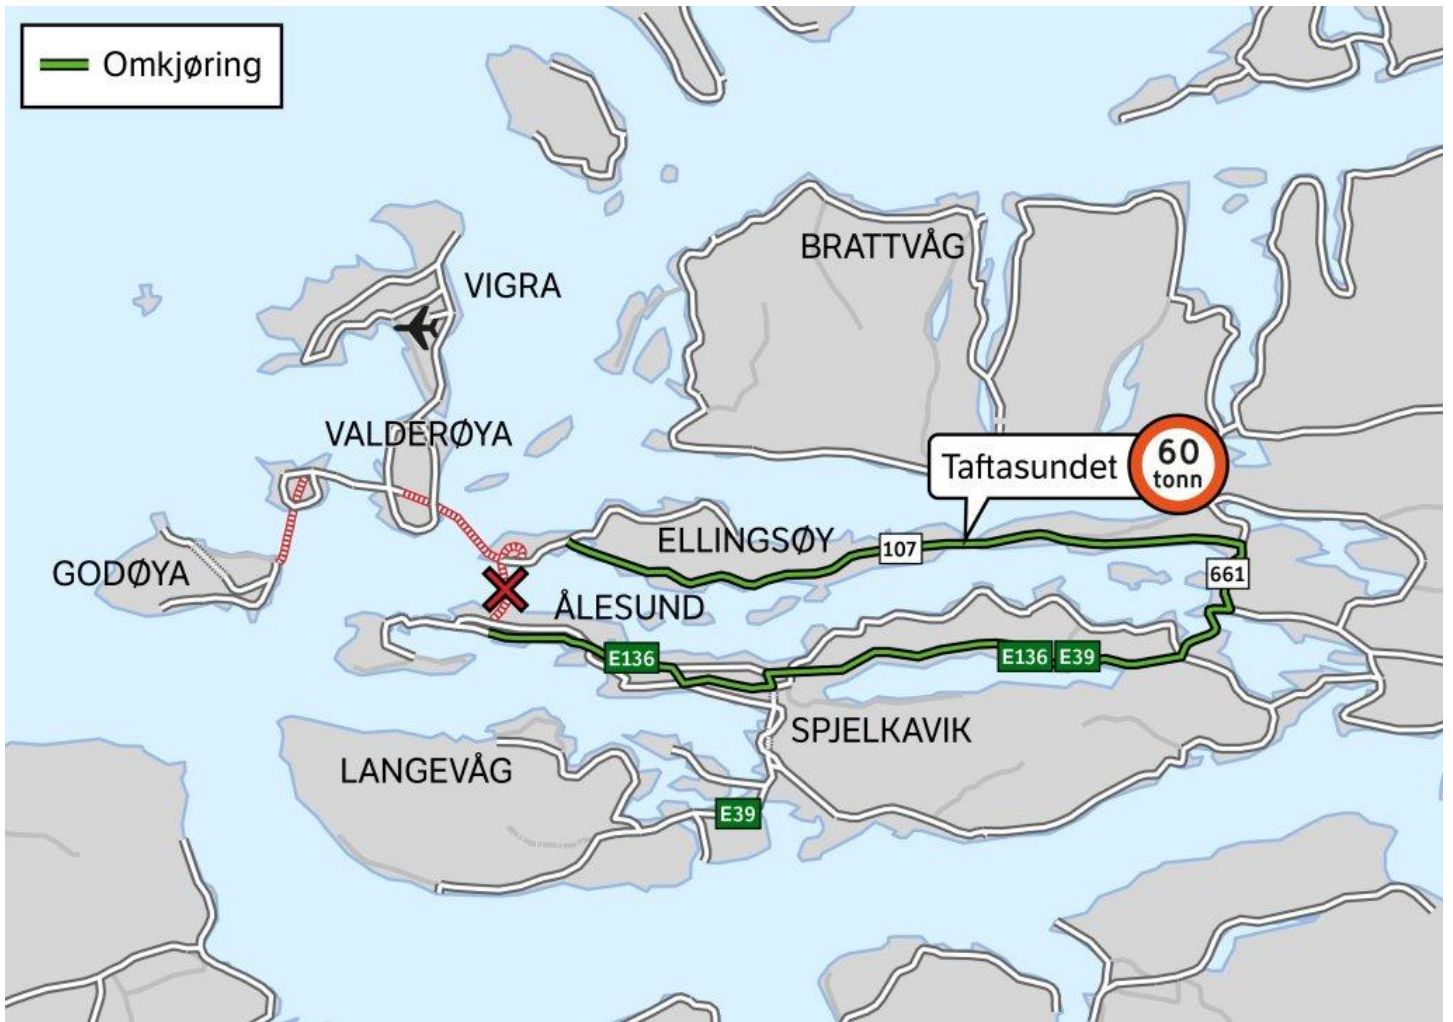 Omkjøring
BRATTVÅG
VIGRA
VALDERØYA
60
tonn
Taftasundet
ELLINGSØY
107
GODØYA
661
ÅLESUND
E136
E136
E39
SPJELKAVIK
LANGEVÅG
E39